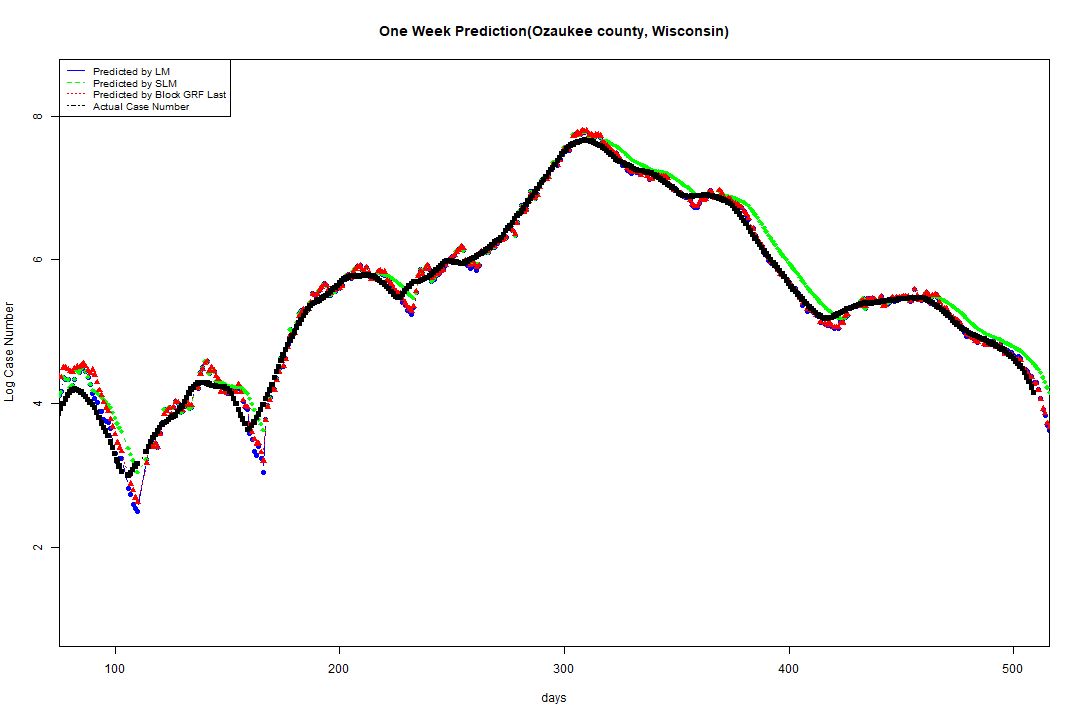 One Week Prediction(Ozaukee county, Wisconsin)
Predicted by LM
Predicted by SLM
Predicted by Block GRF Last
Actual Case Number
8
6
4
2
Log Case Number
100 200 300 400 500
days